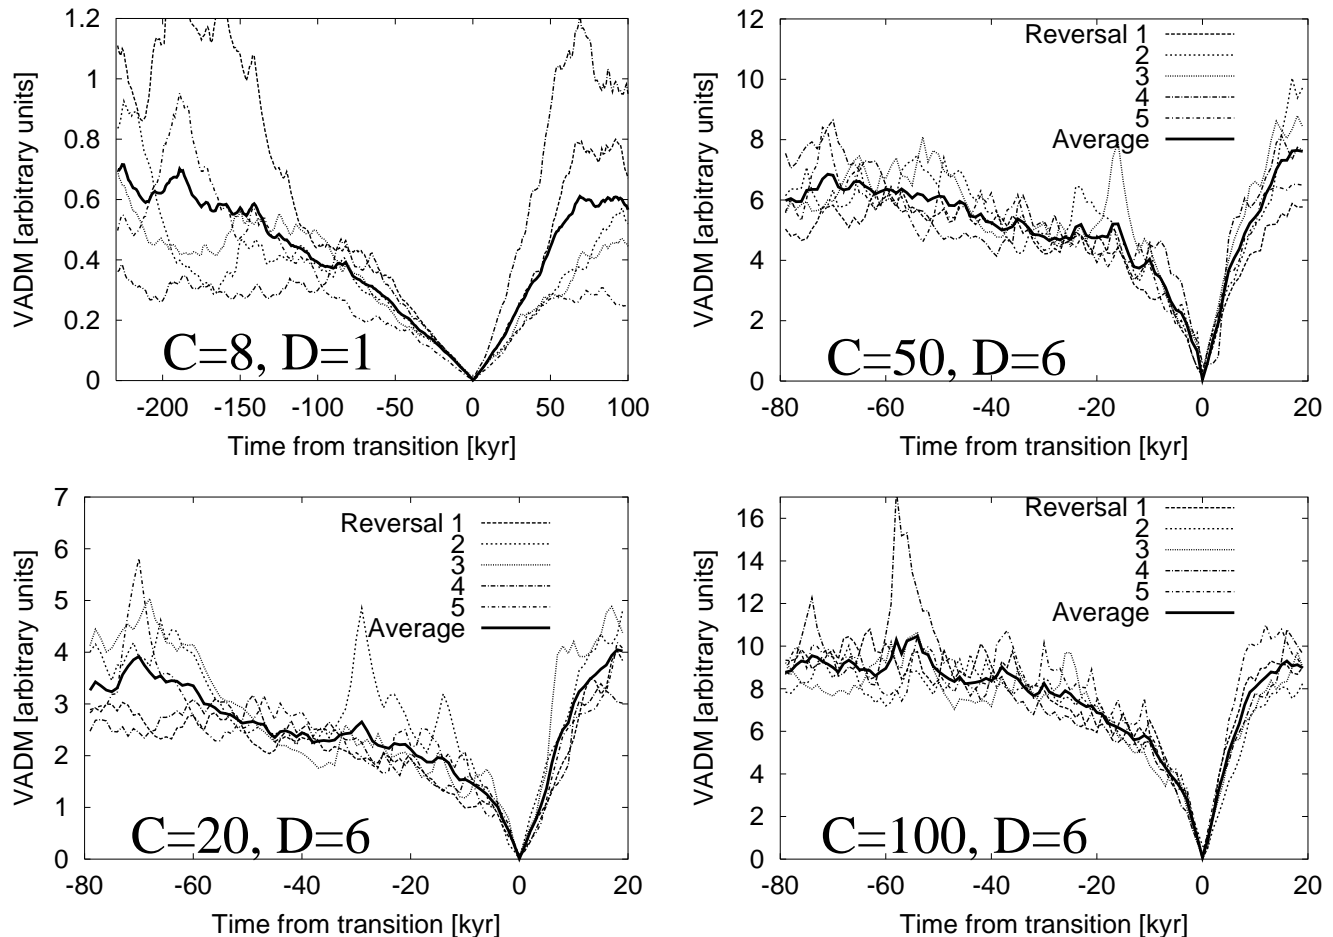 VADM [arbitrary units]
1.2
1
0.8
0.6
0.4
0.2
0
C=8, D=1
-200 -150 -100 -50 0 50 100
Time from transition [kyr]
VADM [arbitrary units]
12
10
8
6
4
2
0
Reversal 1
2
3
4
5
Average
C=50, D=6
-80 -60 -40 -20 0 20
Time from transition [kyr]
VADM [arbitrary units]
7
6
5
4
3
2
1
0
Reversal 1
2
3
4
5
Average
C=20, D=6
-80 -60 -40 -20 0 20
Time from transition [kyr]
VADM [arbitrary units]
16
14
12
10
8
6
4
2
0
Reversal 1
2
3
4
5
Average
C=100, D=6
-80 -60 -40 -20 0 20
Time from transition [kyr]